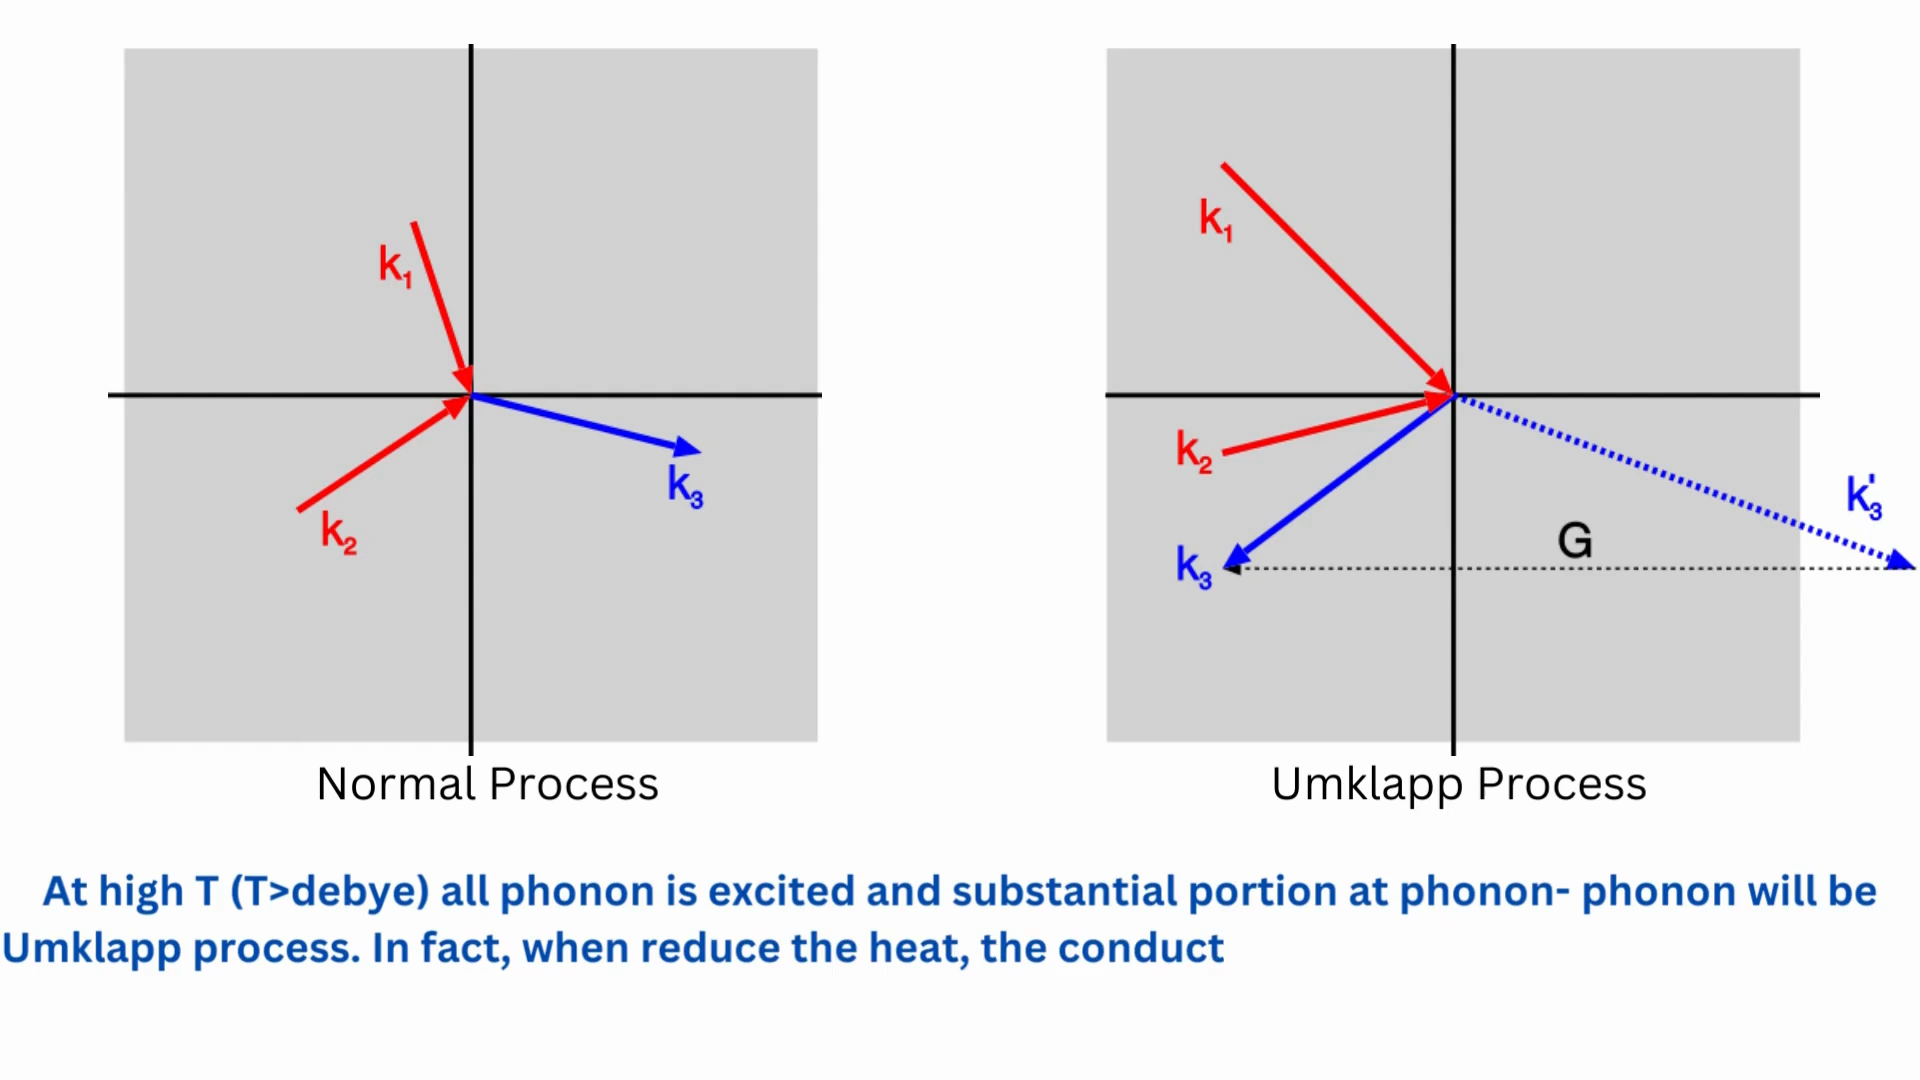 k₁
k₂
k₃
Normal Process
k₁
k₂
k₃
G
k'₃
Umklapp Process
At high T (T>debye) all phonon is excited and substantial portion at phonon- phonon will be
Umklapp process. In fact, when reduce the heat, the conduct